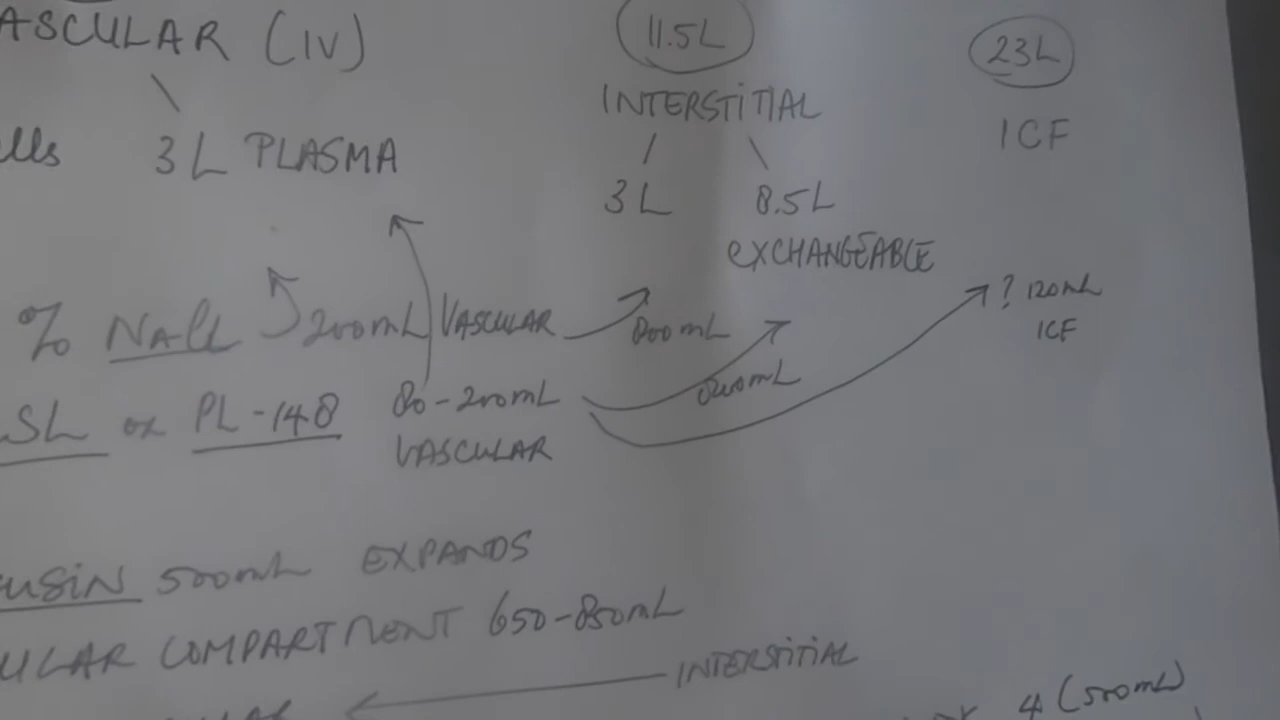 ASCULAR (IV)
11.5L
23L
INTERSTITIAL
ICF
lls 3L PLASMA
3L 8.5L
EXCHANGEABLE
% NaCl 200mL VASCULAR 800mL ? 120mL
ICF
SL or PL-148 80-200mL
VASCULAR
USIN 500mL EXPANDS
ULAR COMPARTMENT 650-850mL
INTERSTITIAL
4 (500mL)